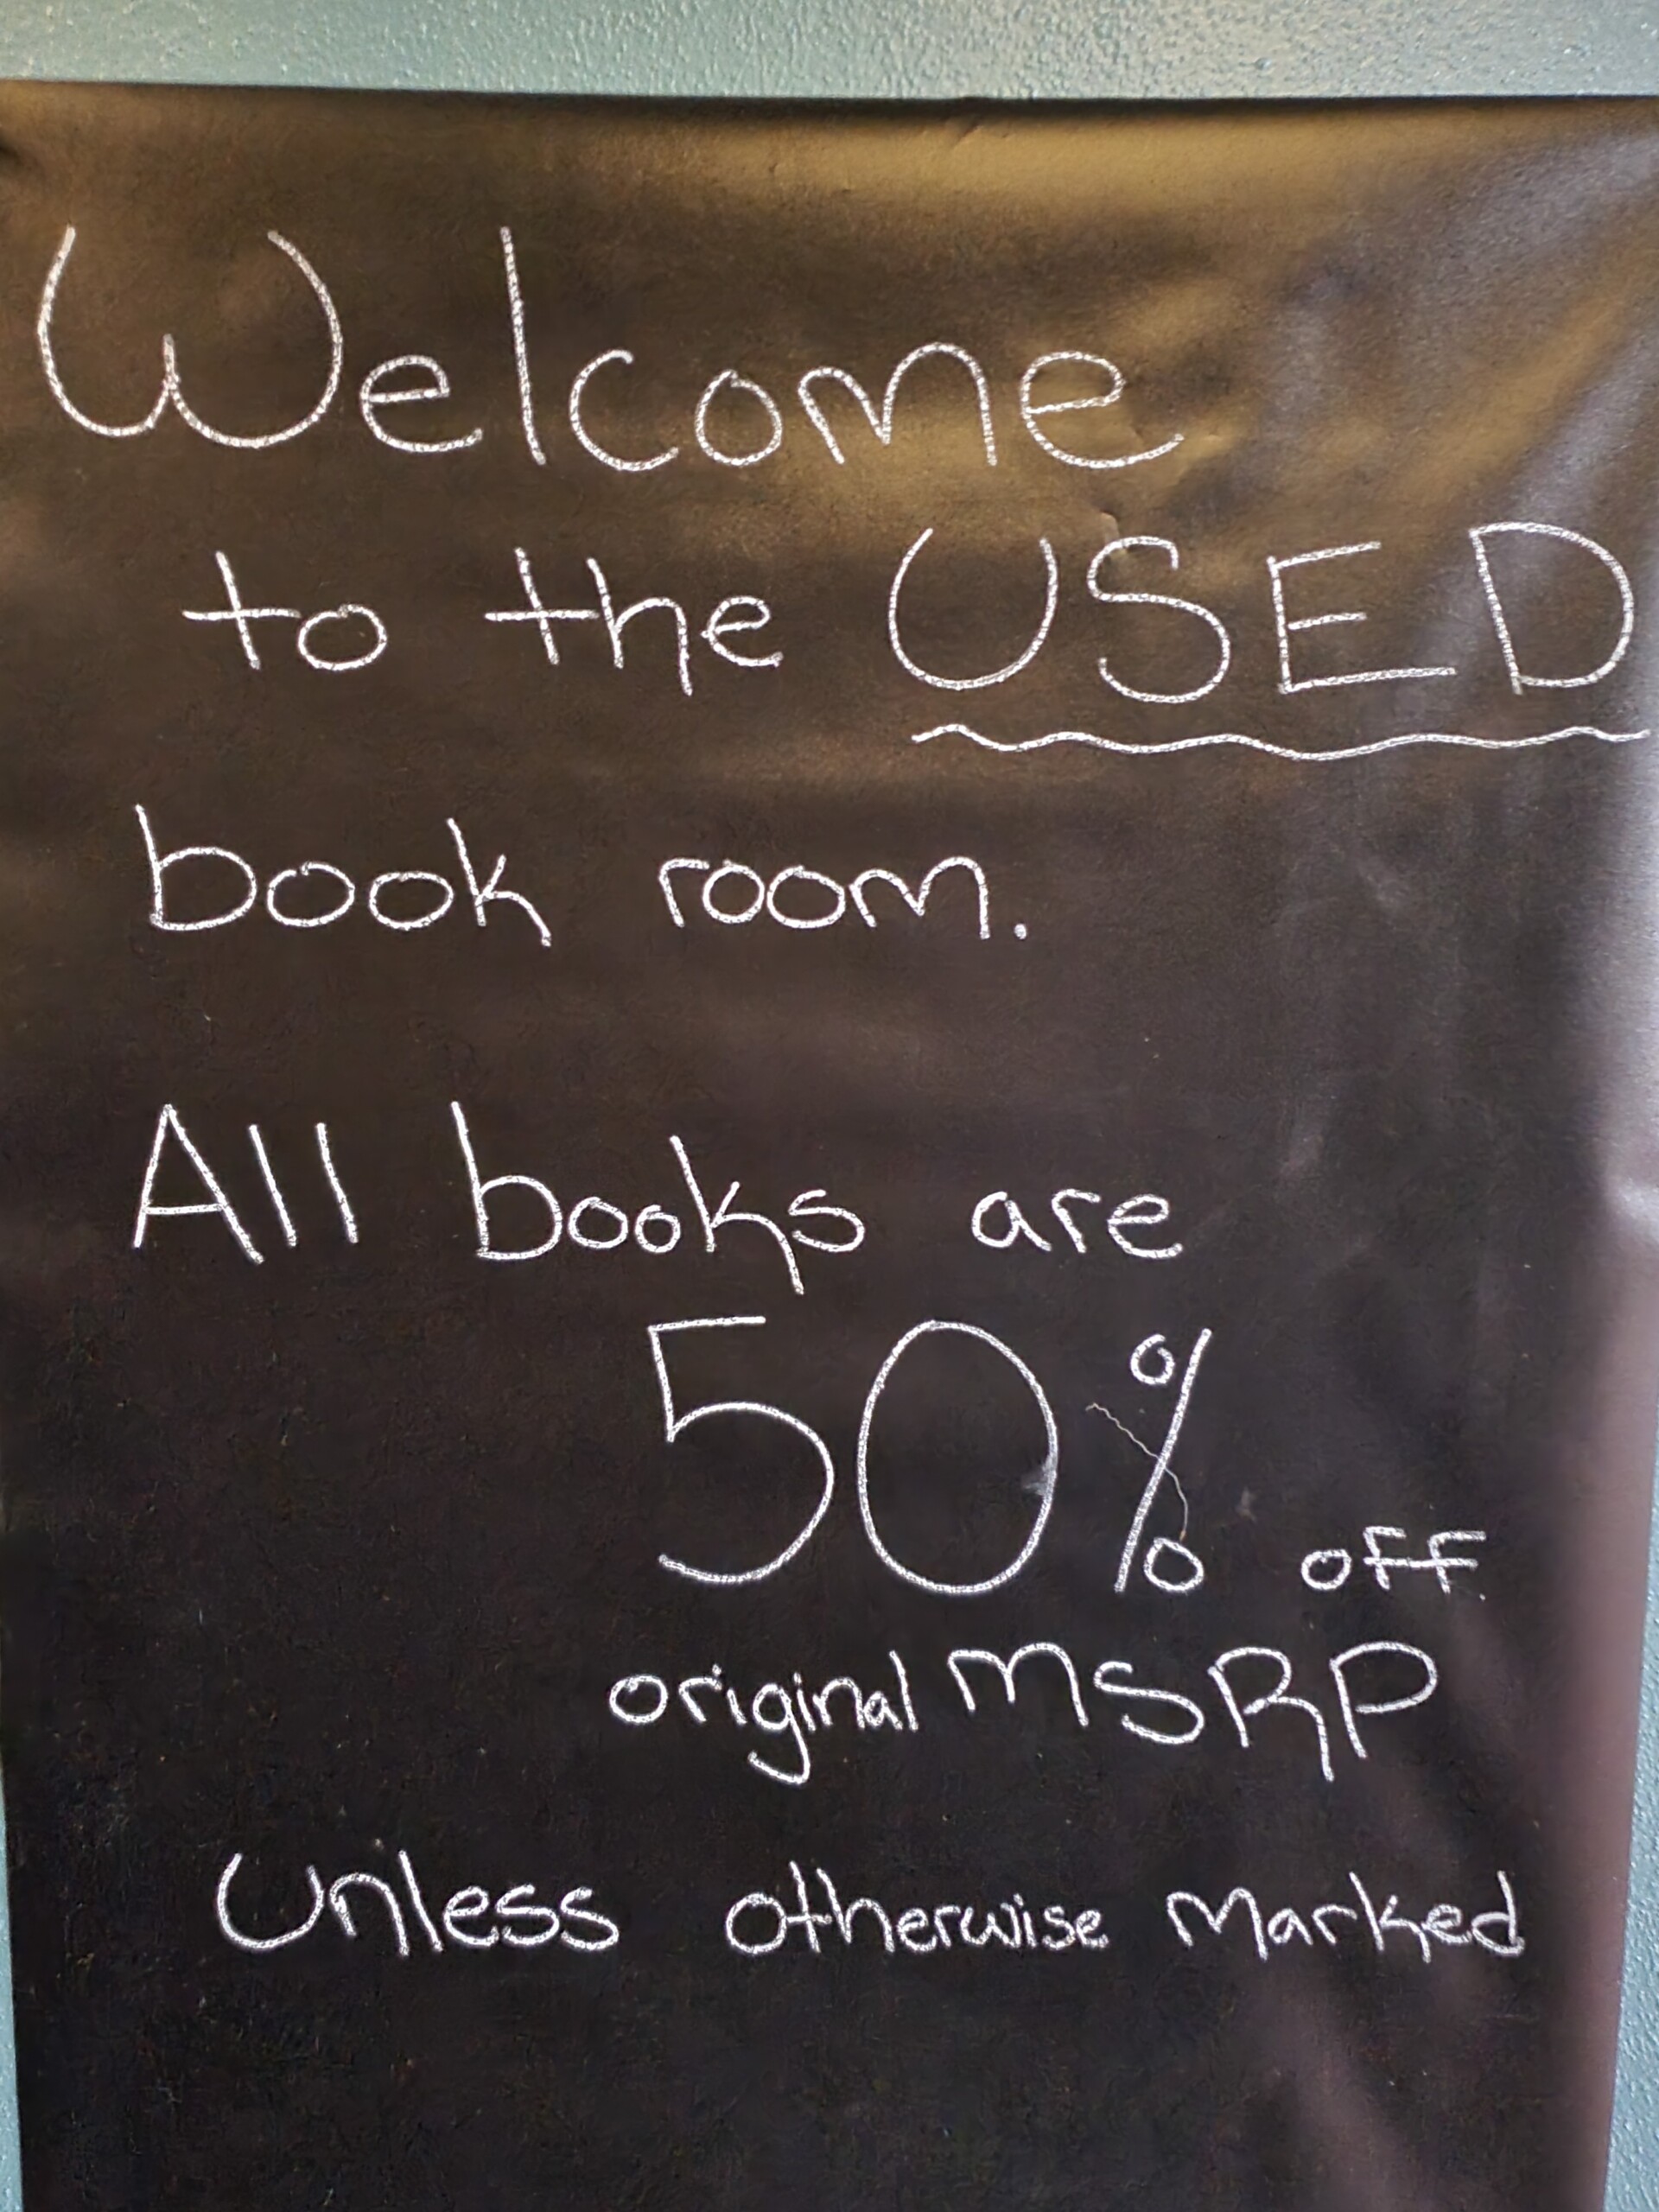 Welcome
to the USED
book room.
All books are
50% off
original MSRP
Unless otherwise marked